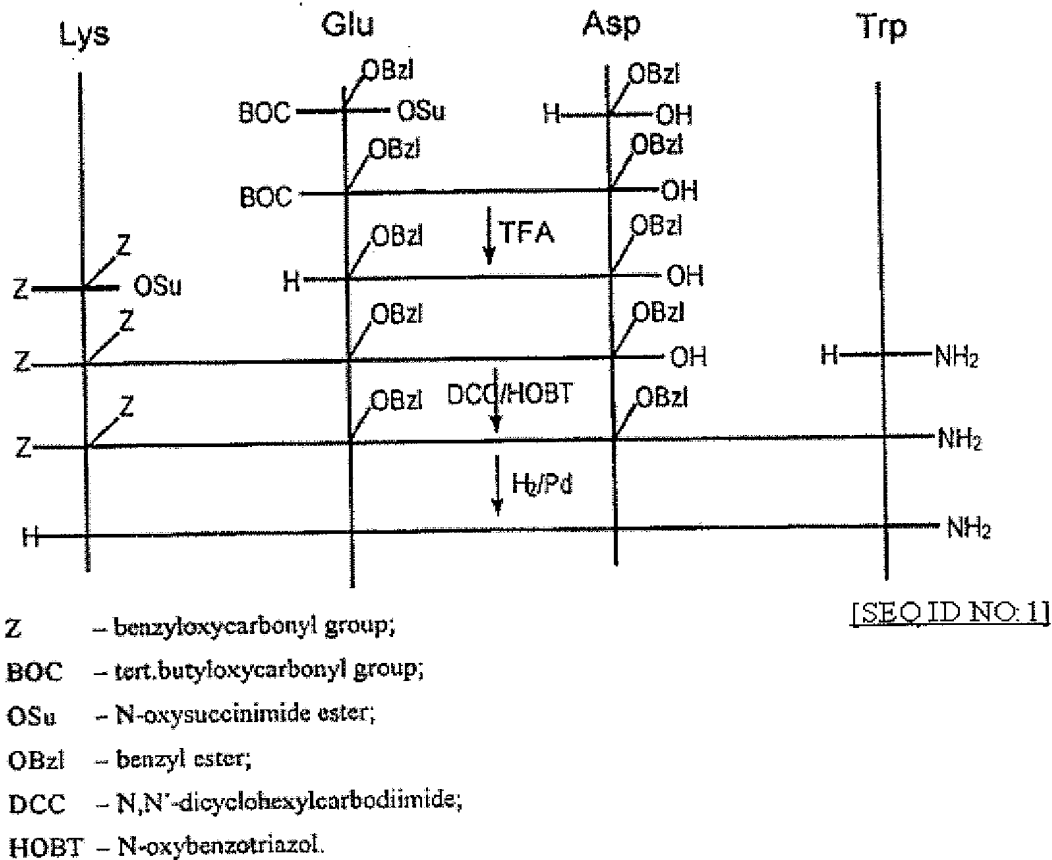 Lys Glu Asp Trp
OBzl OBzl
BOC OSu H OH
OBzl OBzl
BOC OH
TFA
OBzl OBzl
Z H OH
Z OSu
Z OBzl OBzl
Z OH H NH₂
DCC/HOBT
Z OBzl OBzl
Z NH₂
H₂/Pd
H NH₂
[SEQ ID NO: 1]
Z – benzyloxycarbonyl group;
BOC – tert.butyloxycarbonyl group;
OSu – N-oxysuccinimide ester;
OBzl – benzyl ester;
DCC – N,N'-dicyclohexylcarbodiimide;
HOBT – N-oxybenzotriazol.